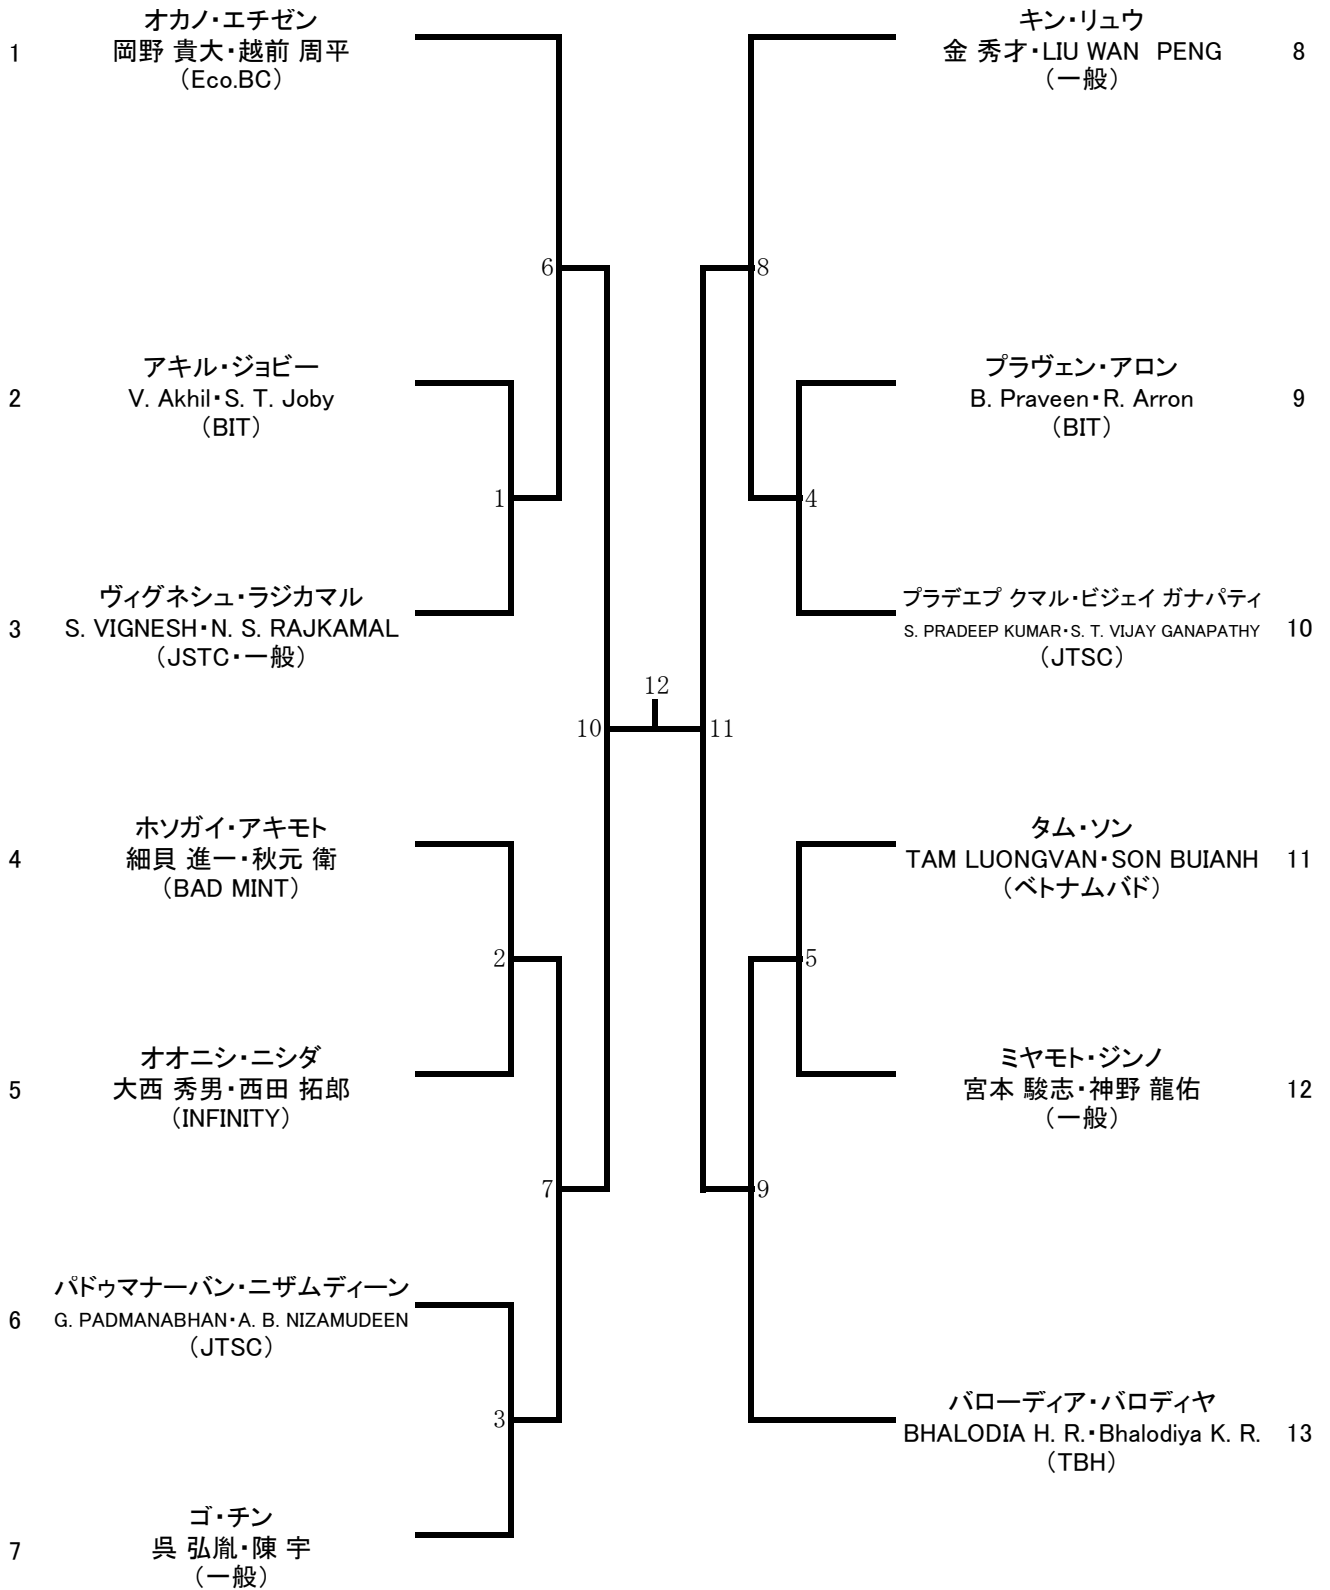 オカノ・エチゼン
1
岡野 貴大・越前 周平
（Eco.BC）
6
アキル・ジョビー
2
V. Akhil・S. T. Joby
（BIT）
1
ヴィグネシュ・ラジカマル
3
S. VIGNESH・N. S. RAJKAMAL
（JSTC・一般）
12
10
11
ホソガイ・アキモト
4
細貝 進一・秋元 衛
（BAD MINT）
2
オオニシ・ニシダ
5
大西 秀男・西田 拓郎
（INFINITY）
7
パドゥマナーバン・ニザムディーン
6
G. PADMANABHAN・A. B. NIZAMUDEEN
（JTSC）
3
ゴ・チン
7
呉 弘胤・陳 宇
（一般）
キン・リュウ
金 秀才・LIU WAN PENG
8
（一般）
8
プラヴェン・アロン
B. Praveen・R. Arron
9
（BIT）
4
プラデエプ クマル・ビジェイ ガナパティ
S. PRADEEP KUMAR・S. T. VIJAY GANAPATHY
10
（JTSC）
タム・ソン
TAM LUONGVAN・SON BUIANH
11
（ベトナムバド）
5
ミヤモト・ジンノ
宮本 駿志・神野 龍佑
12
（一般）
9
バローディア・バロディヤ
BHALODIA H. R.・Bhalodiya K. R.
13
（TBH）